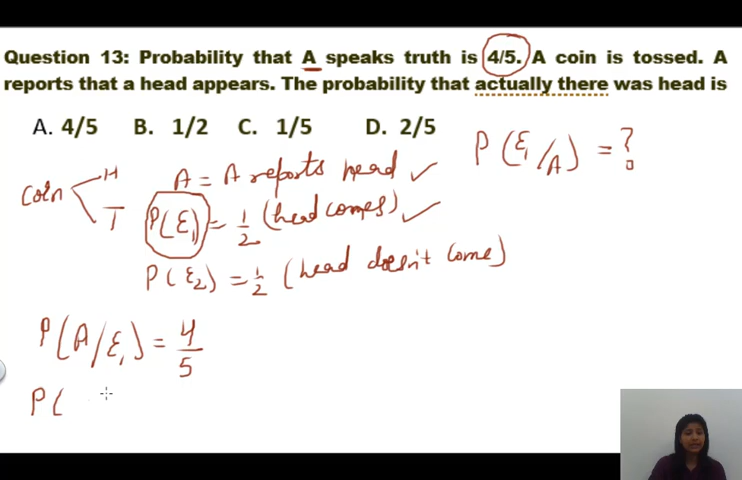 Question 13: Probability that A speaks truth is 4/5. A coin is tossed. A
reports that a head appears. The probability that actually there was head is
A. 4/5 B. 1/2 C. 1/5 D. 2/5
P(E₁/A) = ?
Coin H T
A = A reports head ✓
P(E₁) = 1/2 (head comes) ✓
P(E₂) = 1/2 (head doesn't come)
P(A/E₁) = 4/5
P(